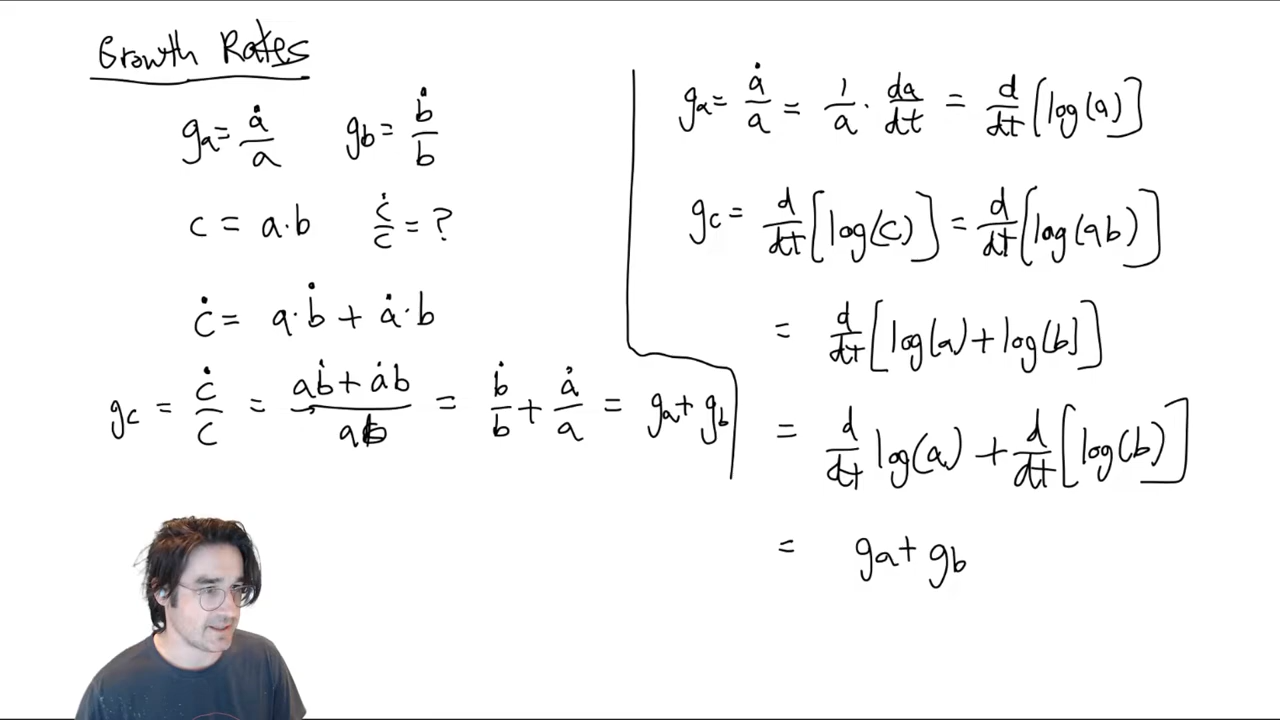 Growth Rates
gₐ = ȧ/a   g_b = ḃ/b
c = a·b   ċ/c = ?
ċ = a·ḃ + ȧ·b
g_c = ċ/c = (aḃ + ȧb)/(ab) = ḃ/b + ȧ/a = gₐ + g_b
gₐ = ȧ/a = 1/a · da/dt = d/dt[log(a)]
g_c = d/dt[log(c)] = d/dt[log(ab)]
= d/dt[log(a) + log(b)]
= d/dt log(a) + d/dt[log(b)]
= gₐ + g_b